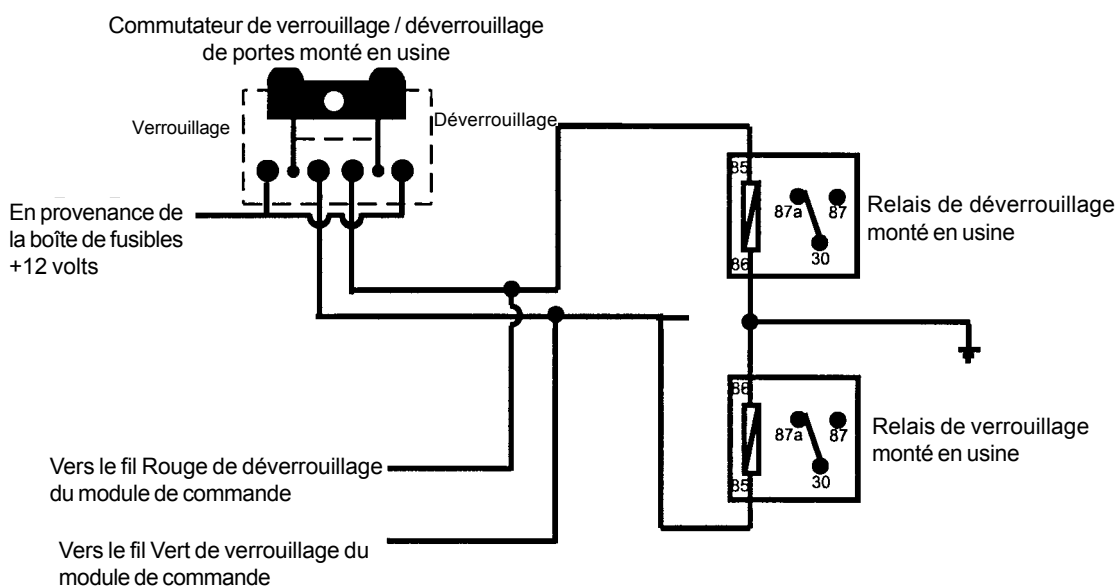 Commutateur de verrouillage / déverrouillage
de portes monté en usine
Verrouillage
Déverrouillage
En provenance de
la boîte de fusibles
+12 volts
85
87a
87
30
86
Relais de déverrouillage
monté en usine
86
87a
87
30
85
Relais de verrouillage
monté en usine
Vers le fil Rouge de déverrouillage
du module de commande
Vers le fil Vert de verrouillage du
module de commande